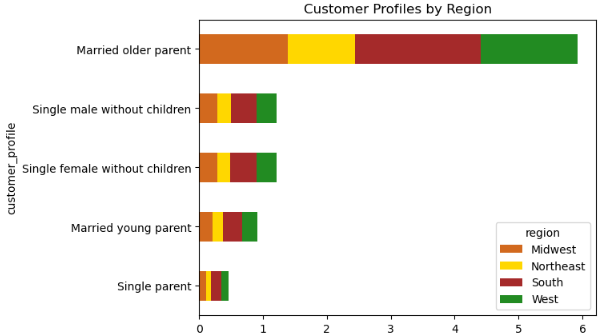 Customer Profiles by Region
customer_profile
Married older parent
Single male without children
Single female without children
Married young parent
Single parent
region
Midwest
Northeast
South
West
0 1 2 3 4 5 6